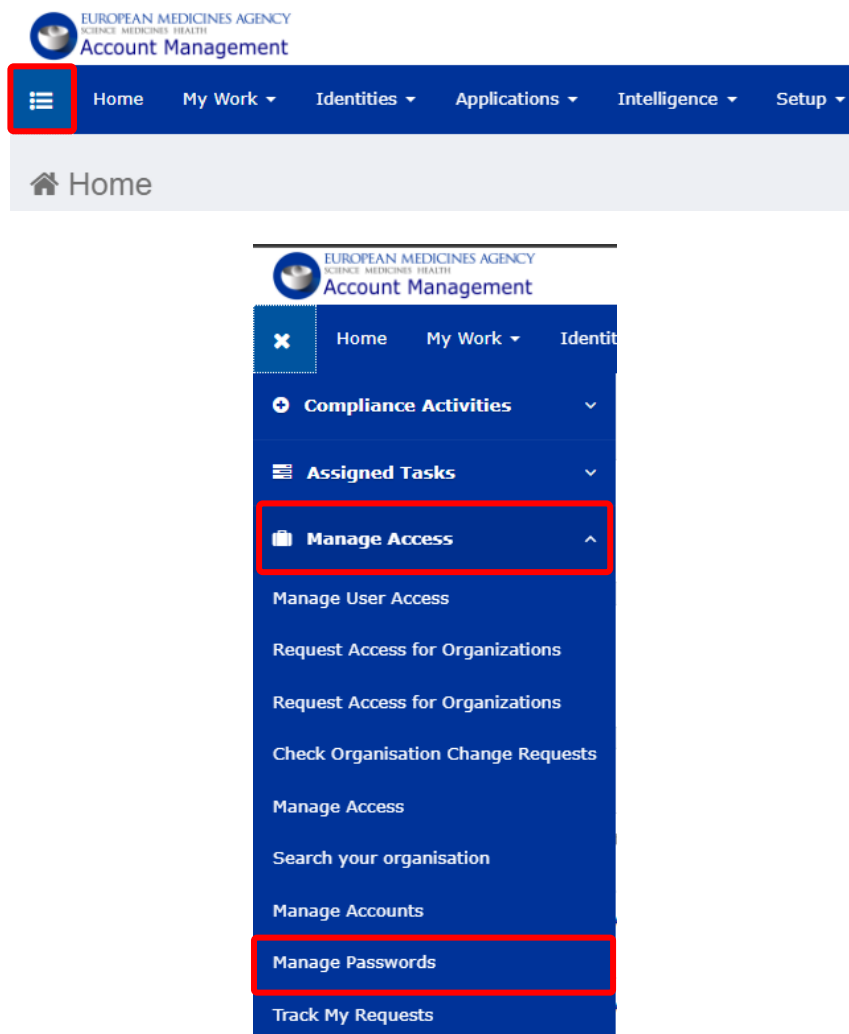 EUROPEAN MEDICINES AGENCY
SCIENCE MEDICINES HEALTH
Account Management
Home My Work Identities Applications Intelligence Setup
Home
EUROPEAN MEDICINES AGENCY
SCIENCE MEDICINES HEALTH
Account Management
Home My Work Identit
Compliance Activities
Assigned Tasks
Manage Access
Manage User Access
Request Access for Organizations
Request Access for Organizations
Check Organisation Change Requests
Manage Access
Search your organisation
Manage Accounts
Manage Passwords
Track My Requests